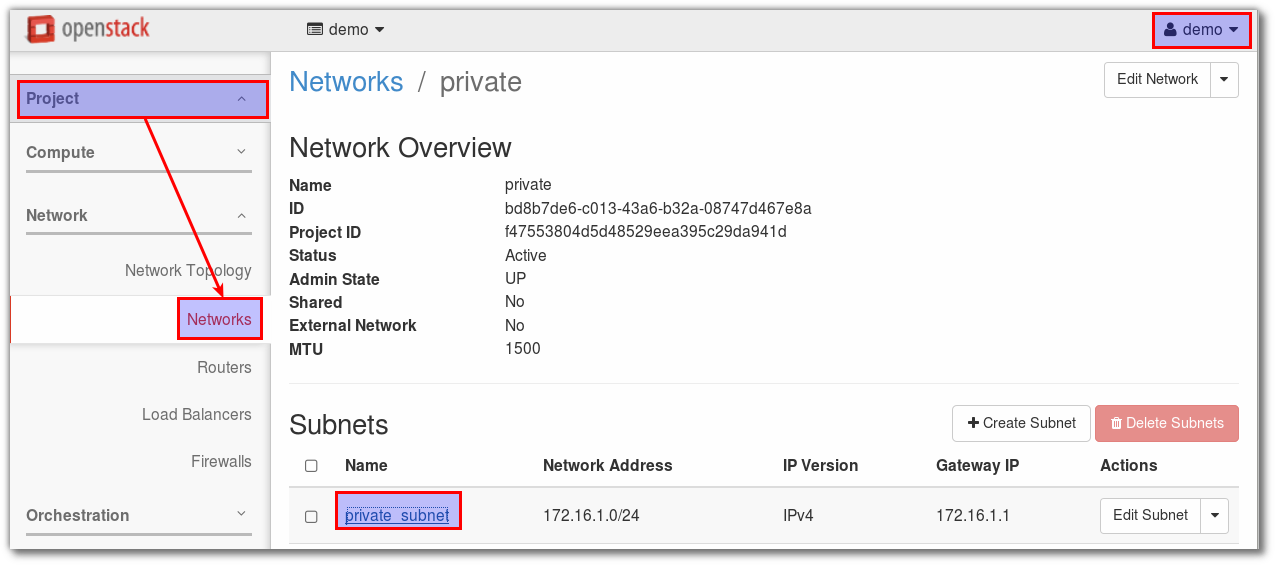 openstack demo demo
Project
Networks / private Edit Network
Compute
Network Overview
Name private
ID bd8b7de6-c013-43a6-b32a-08747d467e8a
Network
Project ID f47553804d5d48529eea395c29da941d
Status Active
Network Topology
Admin State UP
Shared No
Networks
External Network No
MTU 1500
Routers
Load Balancers
Subnets + Create Subnet Delete Subnets
Firewalls
Name Network Address IP Version Gateway IP Actions
Orchestration
private_subnet 172.16.1.0/24 IPv4 172.16.1.1 Edit Subnet